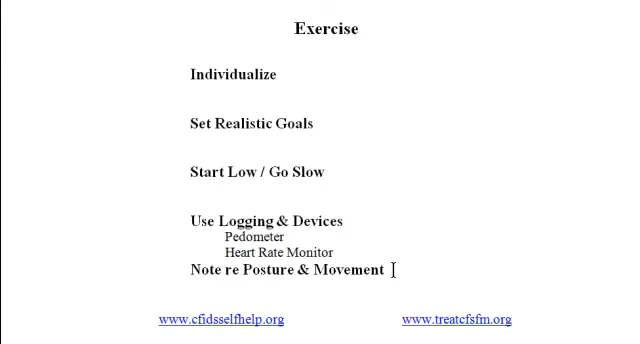 Exercise
Individualize
Set Realistic Goals
Start Low / Go Slow
Use Logging & Devices
Pedometer
Heart Rate Monitor
Note re Posture & Movement
www.cfidsselfhelp.org www.treatcfsfm.org